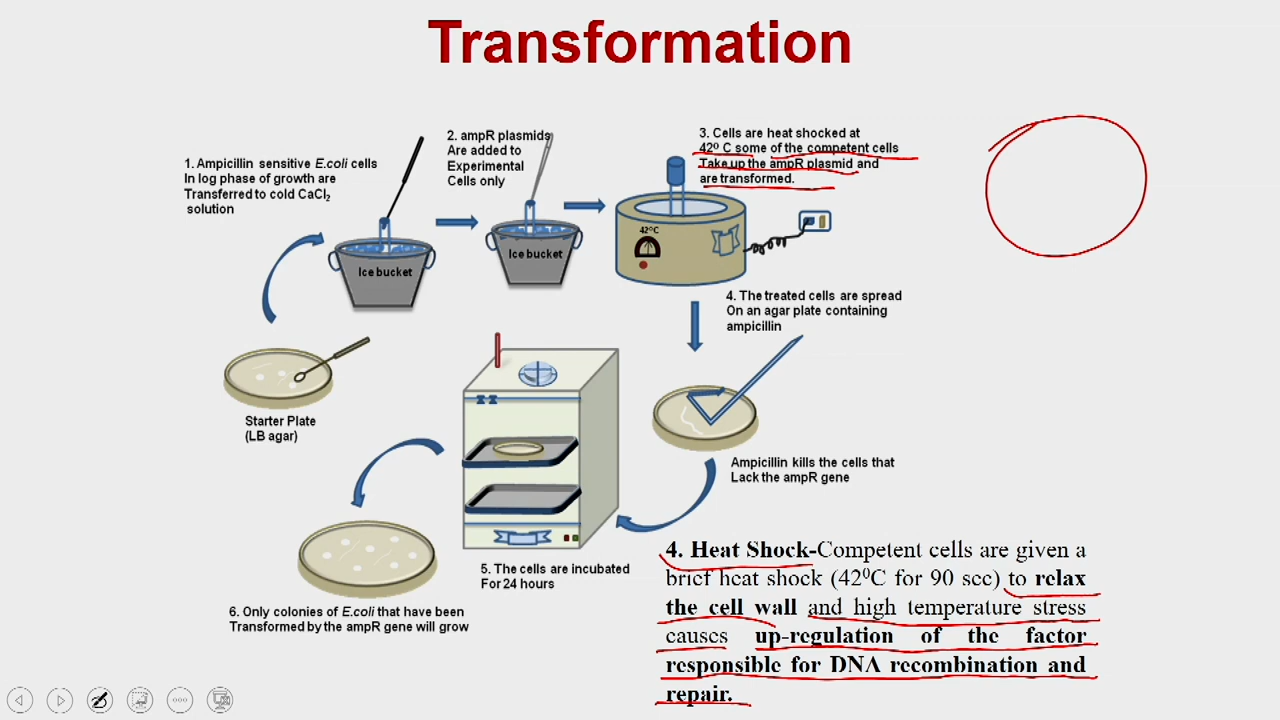 Transformation
1. Ampicillin sensitive E.coli cells
In log phase of growth are
Transferred to cold CaCl₂
solution
2. ampR plasmids
Are added to
Experimental
Cells only
3. Cells are heat shocked at
42⁰ C some of the competent cells
Take up the ampR plasmid and
are transformed.
Ice bucket
Ice bucket
42⁰C
4. The treated cells are spread
On an agar plate containing
ampicillin
Starter Plate
(LB agar)
Ampicillin kills the cells that
Lack the ampR gene
5. The cells are incubated
For 24 hours
6. Only colonies of E.coli that have been
Transformed by the ampR gene will grow
4. Heat Shock-Competent cells are given a
brief heat shock (42⁰C for 90 sec) to relax
the cell wall and high temperature stress
causes up-regulation of the factor
responsible for DNA recombination and
repair.